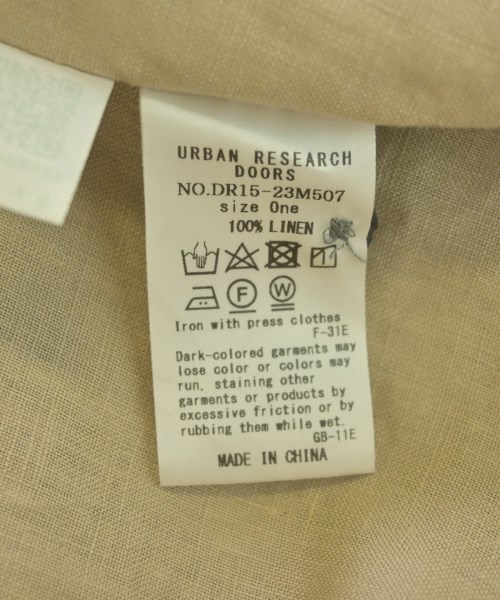 URBAN RESEARCH
DOORS
NO.DR15-23M507
size One
100% LINEN
F
W
Iron with press clothes
F-31E
Dark-colored garments may
lose color or colors may
run, staining other
garments or products by
excessive friction or by
rubbing them while wet.
GB-11E
MADE IN CHINA